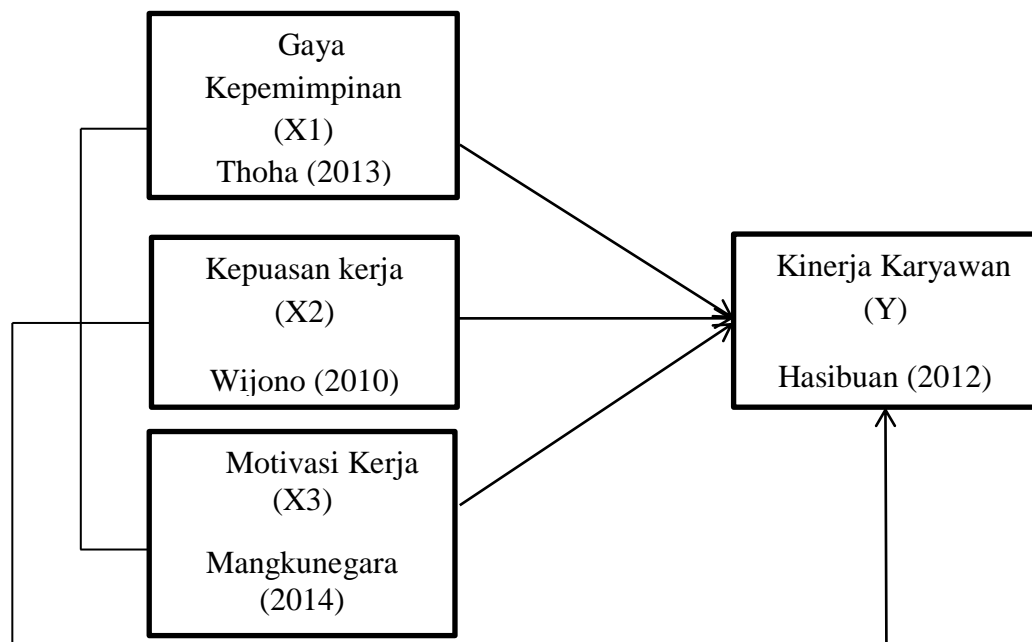 Gaya
Kepemimpinan
(X1)
Thoha (2013)
Kepuasan kerja
(X2)
Wijono (2010)
Motivasi Kerja
(X3)
Mangkunegara
(2014)
Kinerja Karyawan
(Y)
Hasibuan (2012)